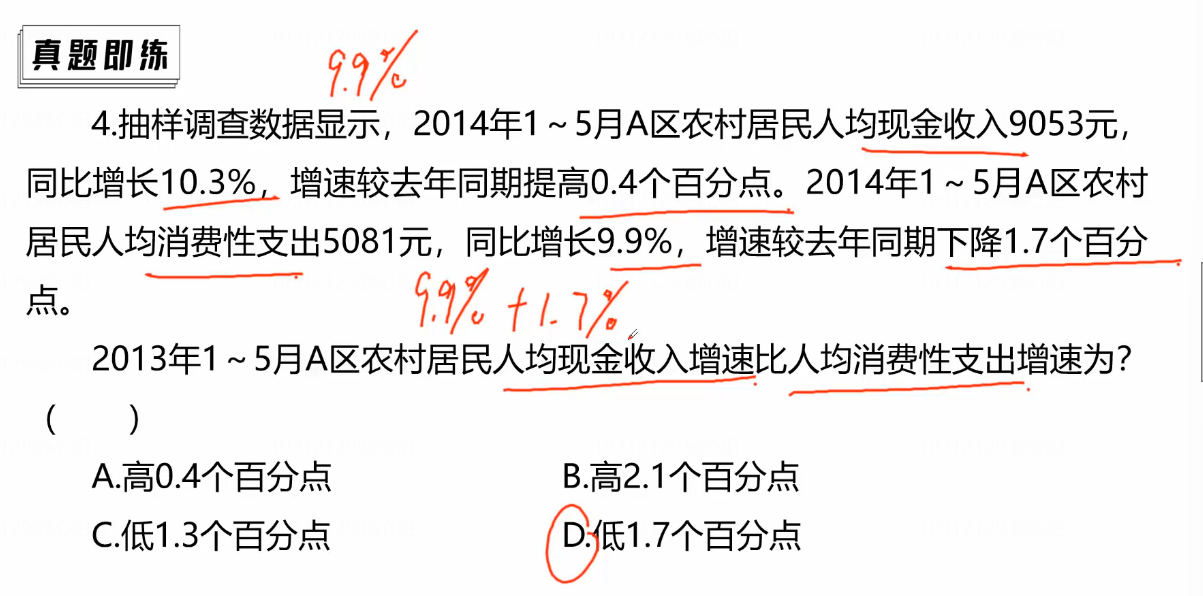 真题即练
9.9%
4.抽样调查数据显示，2014年1～5月A区农村居民人均现金收入9053元，
同比增长10.3%，增速较去年同期提高0.4个百分点。2014年1～5月A区农村
居民人均消费性支出5081元，同比增长9.9%，增速较去年同期下降1.7个百分
点。
9.9%+1.7%
2013年1～5月A区农村居民人均现金收入增速比人均消费性支出增速为？
（　　）
A.高0.4个百分点 B.高2.1个百分点
C.低1.3个百分点 D.低1.7个百分点